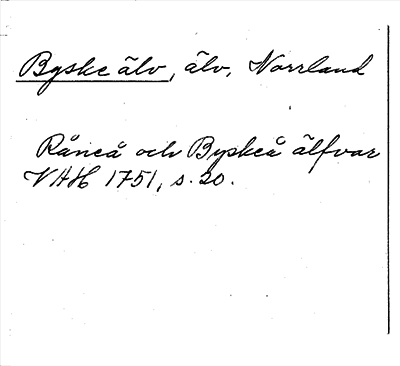 Byske älv, älv, Norrland
Råneå och Byskeå älfvar
VAH 1751, s. 20.